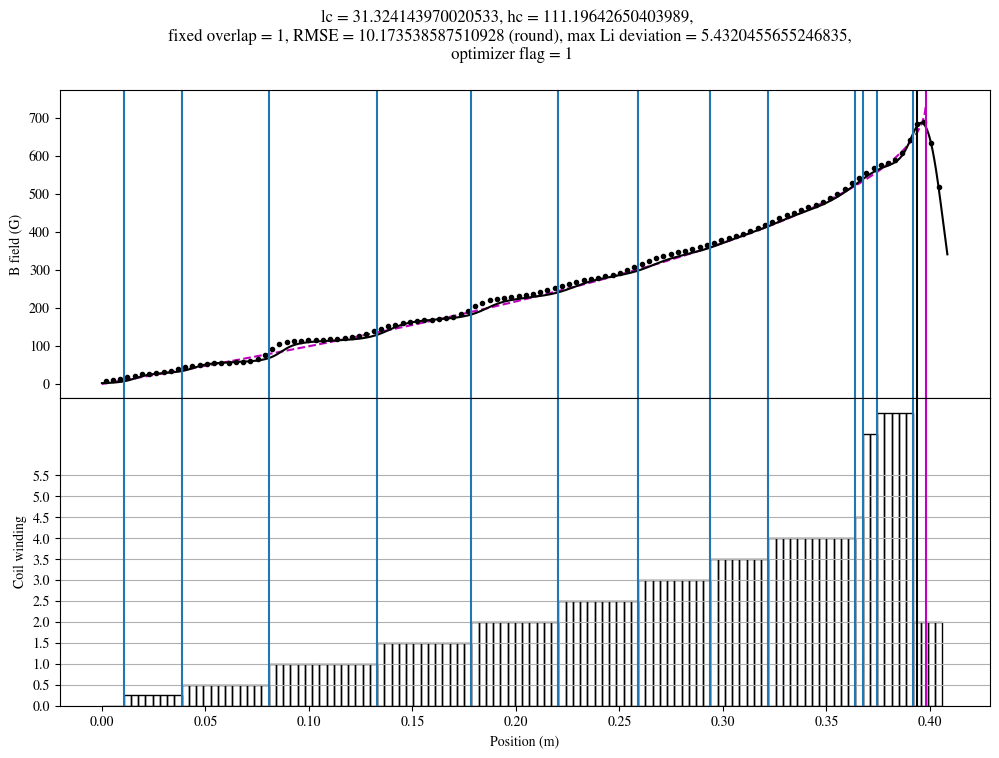 lc = 31.324143970020533, hc = 111.19642650403989,
fixed overlap = 1, RMSE = 10.173538587510928 (round), max Li deviation = 5.4320455655246835,
optimizer flag = 1
700
600
500
400
300
200
100
0
B field (G)
5.5
5.0
4.5
4.0
3.5
3.0
2.5
2.0
1.5
1.0
0.5
0.0
Coil winding
0.00 0.05 0.10 0.15 0.20 0.25 0.30 0.35 0.40
Position (m)